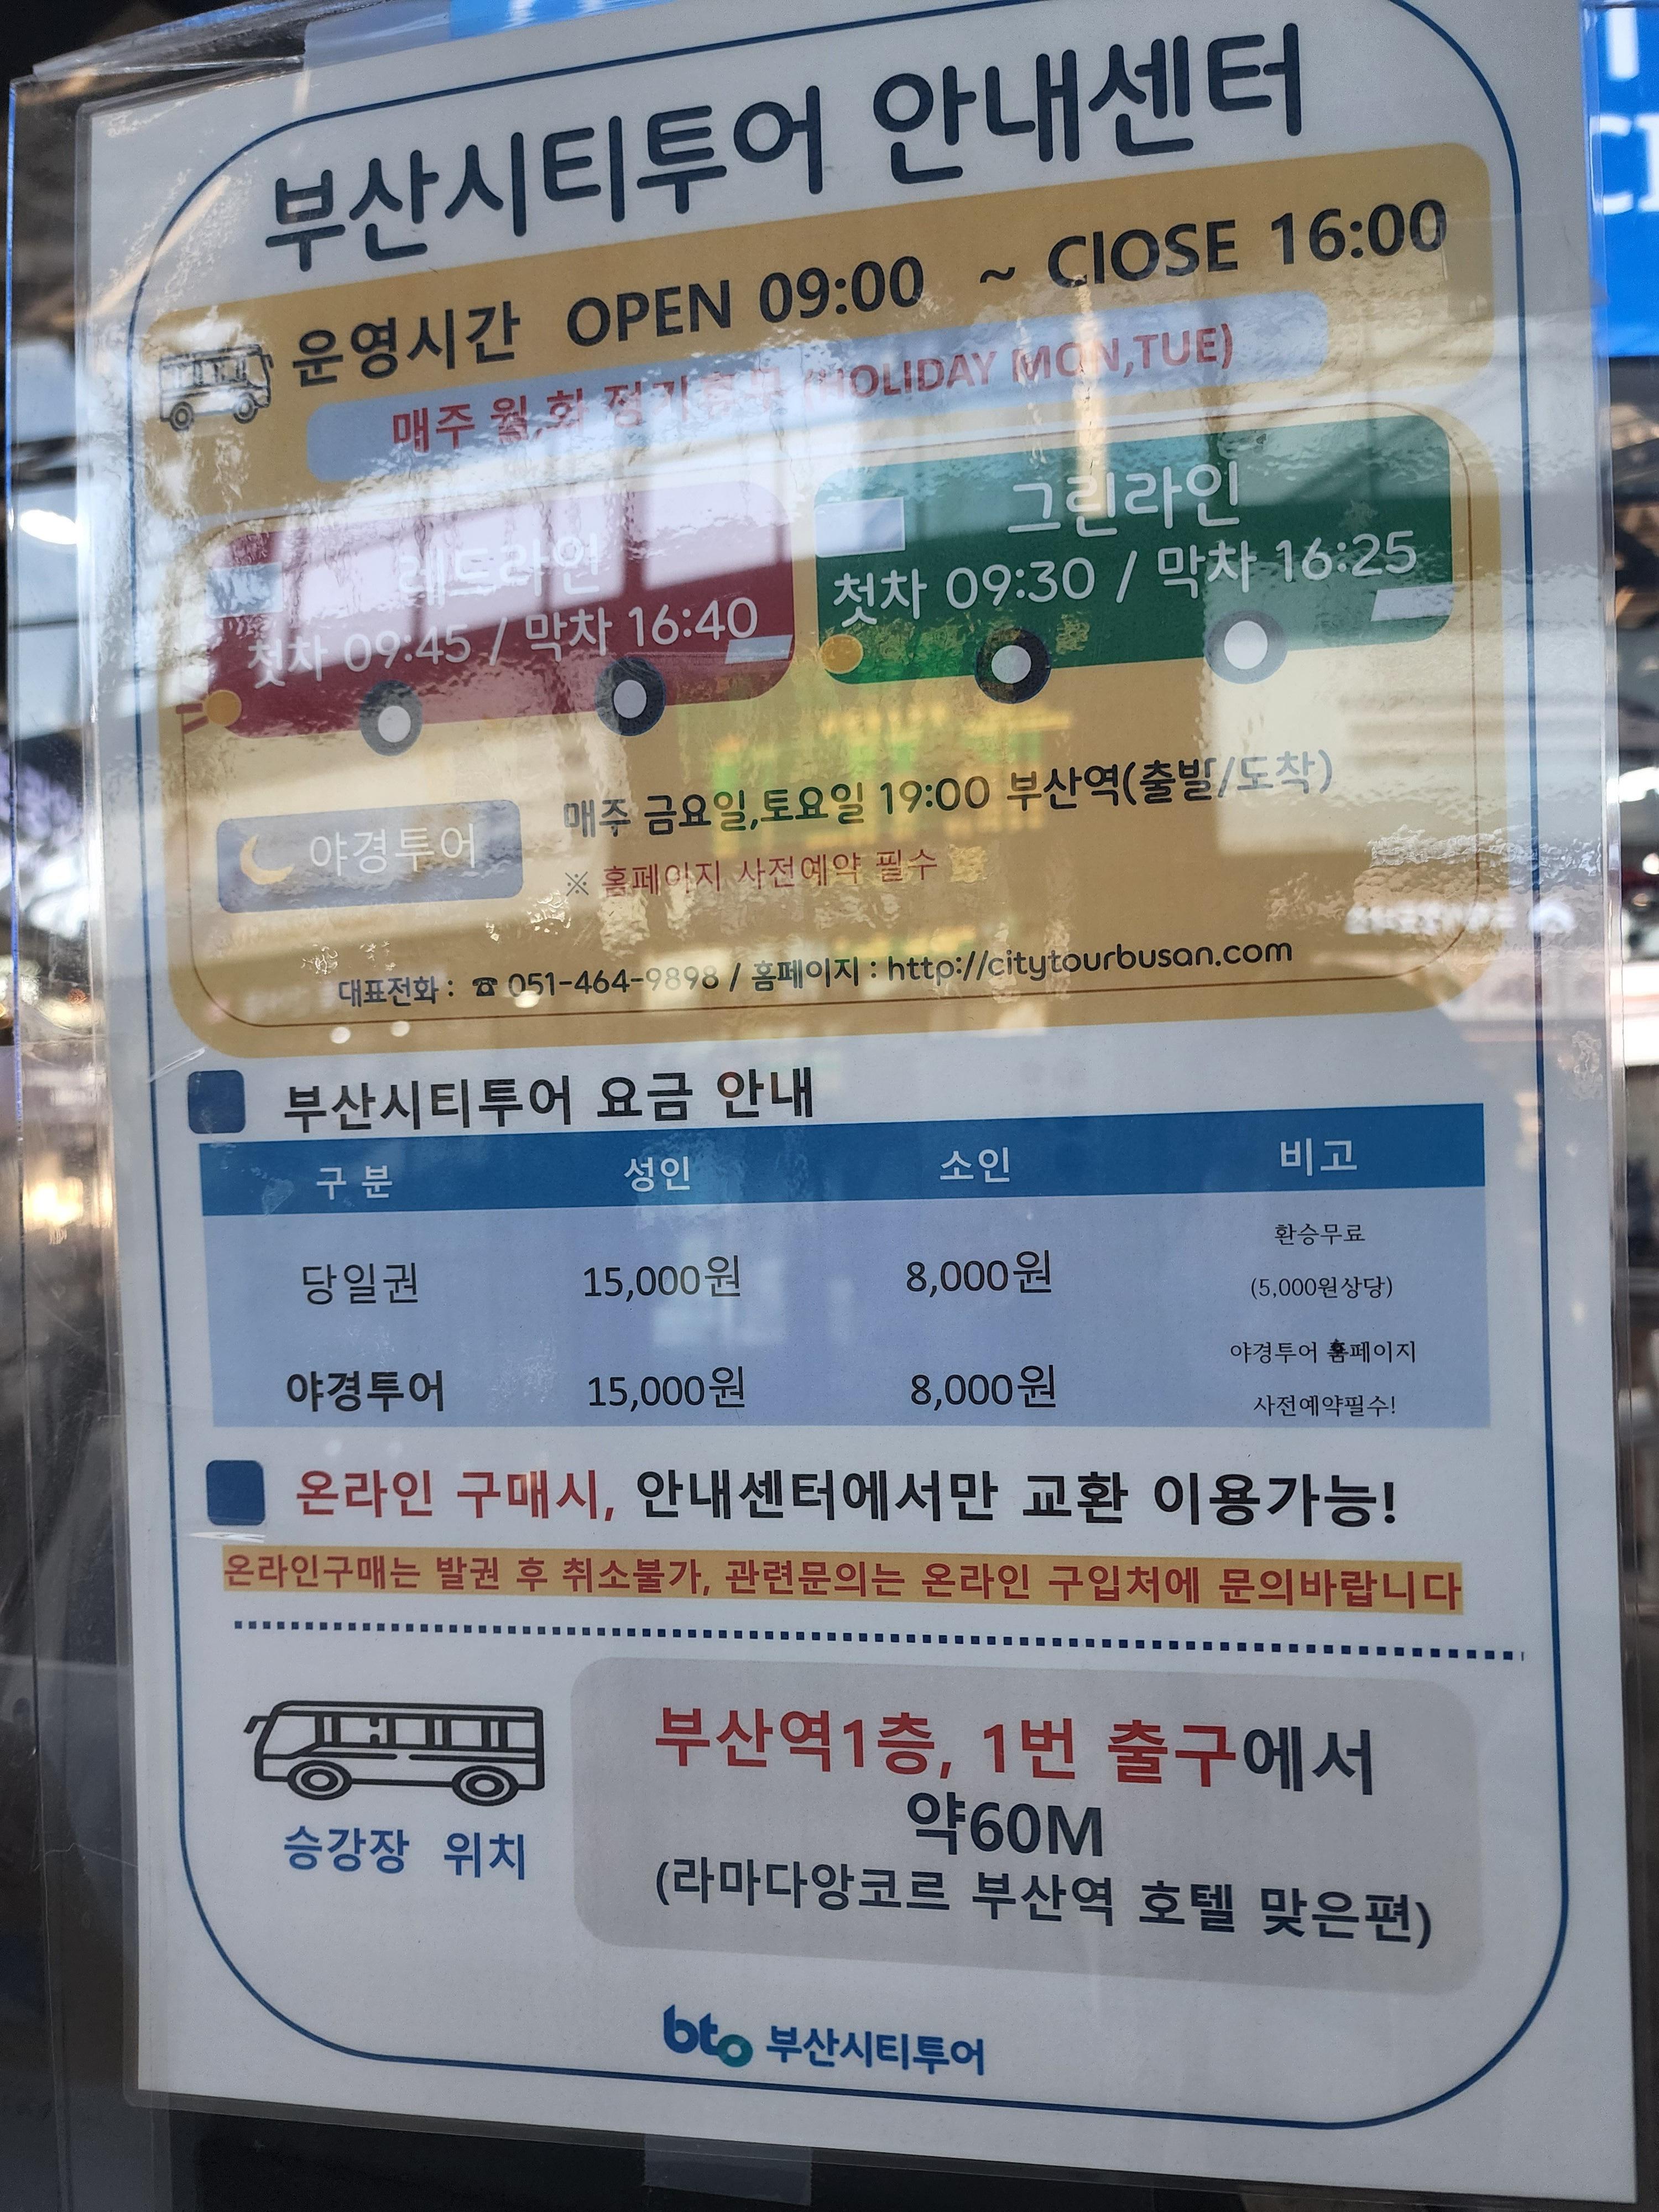 부산시티투어 안내센터
운영시간 OPEN 09:00 ~ ClOSE 16:00
매주 월,화 정기휴무 (HOLIDAY MON,TUE)
레드라인
첫차 09:45 / 막차 16:40
그린라인
첫차 09:30 / 막차 16:25
야경투어
매주 금요일,토요일 19:00 부산역(출발/도착)
※ 홈페이지 사전예약 필수
대표전화 : ☎ 051-464-9898 / 홈페이지 : http://citytourbusan.com
부산시티투어 요금 안내
구 분 성인 소인 비고
당일권 15,000원 8,000원 환승무료
(5,000원상당)
야경투어 15,000원 8,000원 야경투어 홈페이지
사전예약필수!
온라인 구매시, 안내센터에서만 교환 이용가능!
온라인구매는 발권 후 취소불가, 관련문의는 온라인 구입처에 문의바랍니다
승강장 위치
부산역1층, 1번 출구에서
약60M
(라마다앙코르 부산역 호텔 맞은편)
bto 부산시티투어